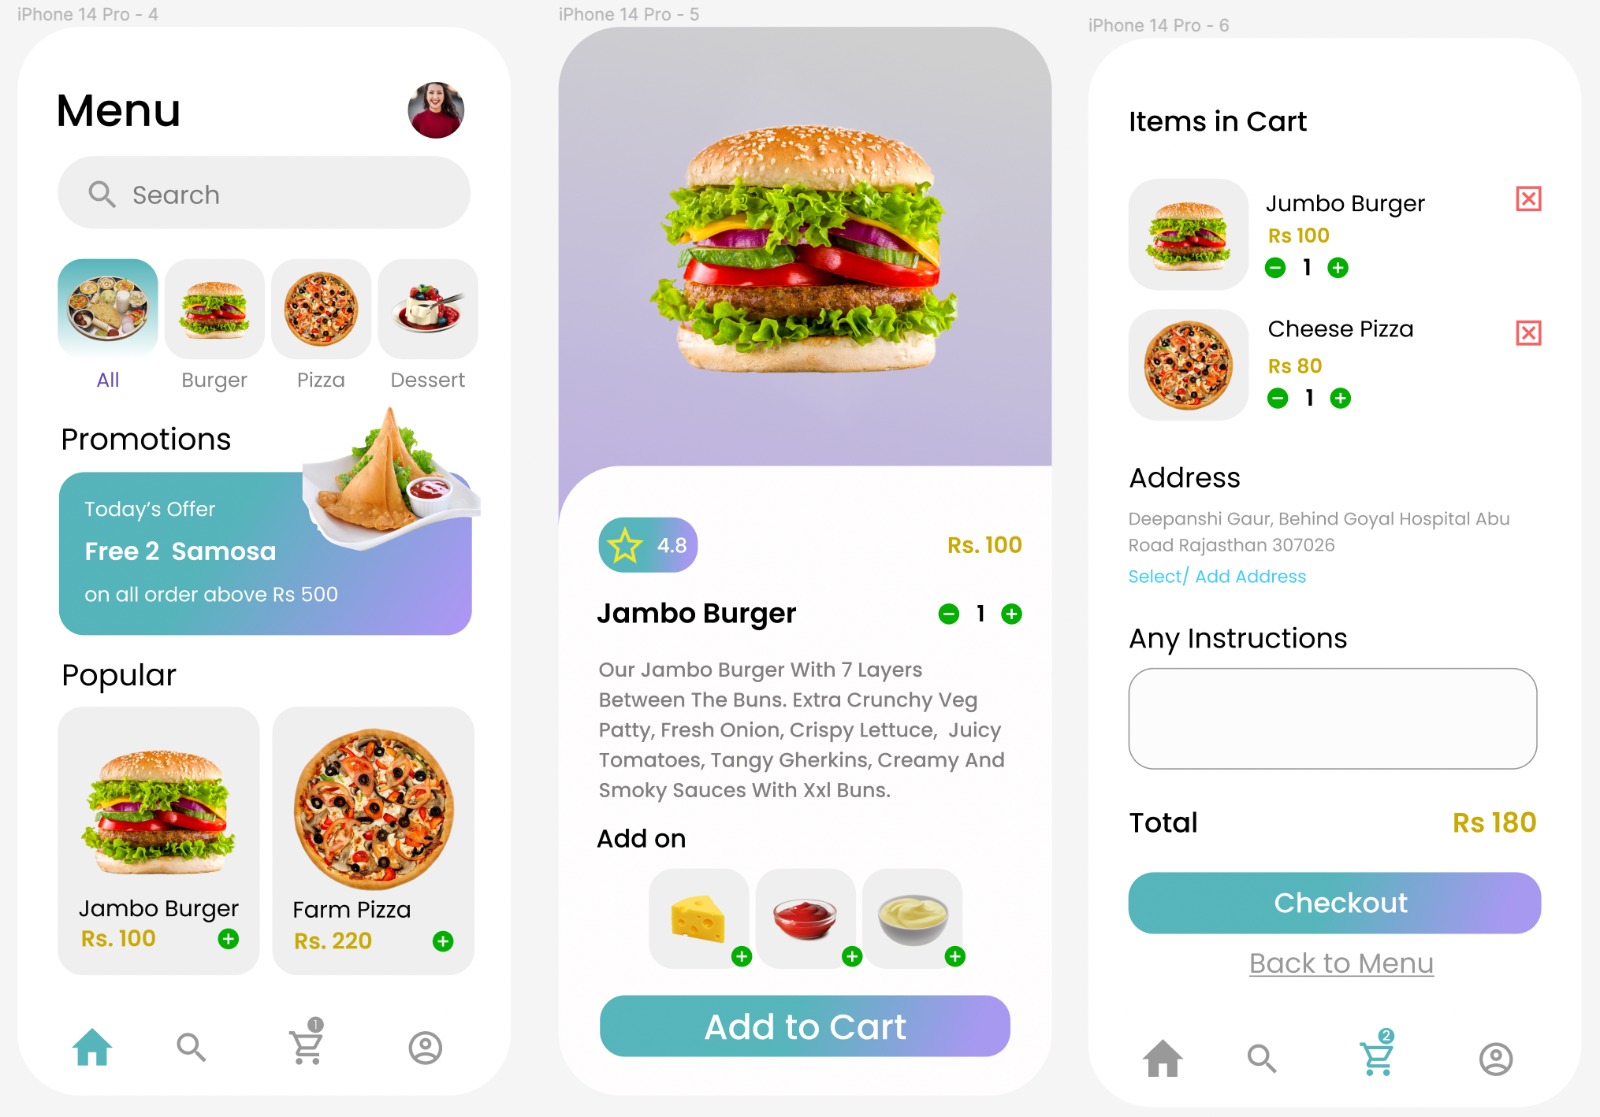 iPhone 14 Pro - 4
Menu
Search
All
Burger
Pizza
Dessert
Promotions
Today's Offer
Free 2 Samosa
on all order above Rs 500
Popular
Jambo Burger
Rs. 100
Farm Pizza
Rs. 220
1
iPhone 14 Pro - 5
4.8
Rs. 100
Jambo Burger
1
Our Jambo Burger With 7 Layers
Between The Buns. Extra Crunchy Veg
Patty, Fresh Onion, Crispy Lettuce, Juicy
Tomatoes, Tangy Gherkins, Creamy And
Smoky Sauces With Xxl Buns.
Add on
Add to Cart
iPhone 14 Pro - 6
Items in Cart
Jumbo Burger
Rs 100
1
Cheese Pizza
Rs 80
1
Address
Deepanshi Gaur, Behind Goyal Hospital Abu
Road Rajasthan 307026
Select/ Add Address
Any Instructions
Total
Rs 180
Checkout
Back to Menu
2